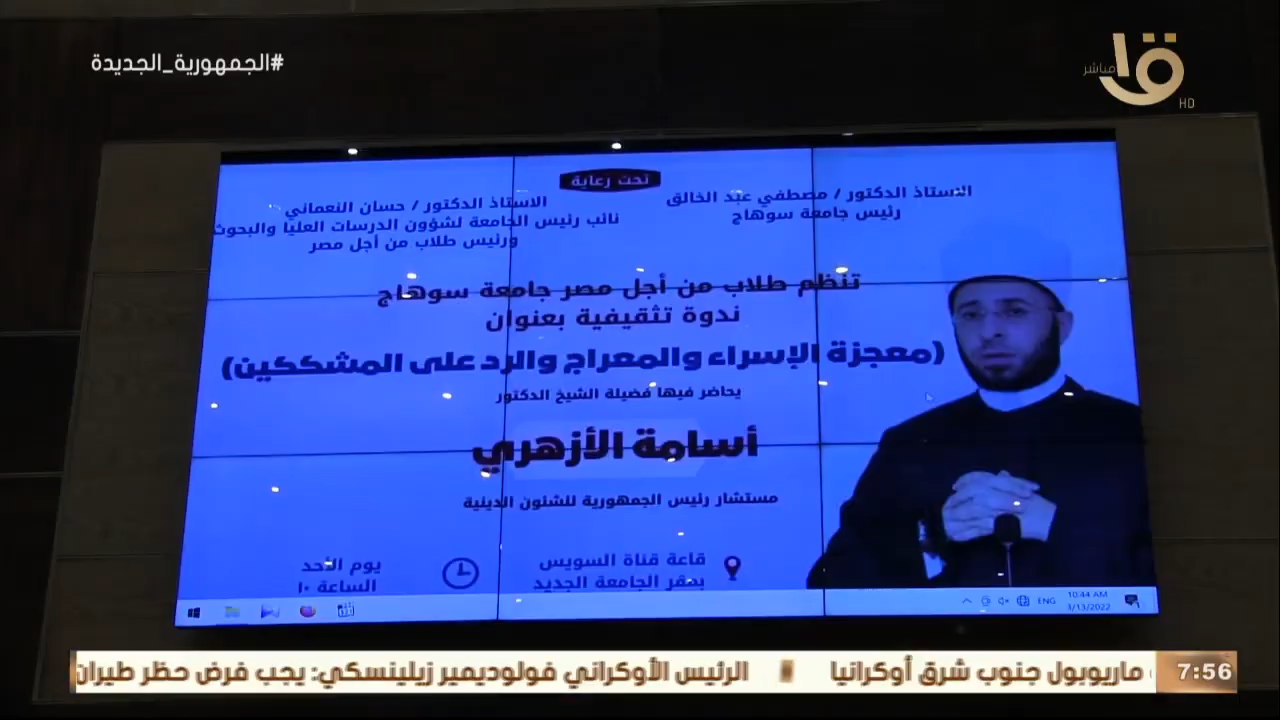 #الجمهورية_الجديدة
مباشر
HD
تحت رعاية
الاستاذ الدكتور / مصطفي عبد الخالق
رئيس جامعة سوهاج
الاستاذ الدكتور / حسان النعماني
نائب رئيس الجامعة لشؤون الدرسات العليا والبحوث
ورئيس طلاب من أجل مصر
تنظم طلاب من أجل مصر جامعة سوهاج
ندوة تثقيفية بعنوان
(معجزة الإسراء والمعراج والرد على المشككين)
يحاضر فيها فضيلة الشيخ الدكتور
أسامة الأزهري
مستشار رئيس الجمهورية للشئون الدينية
قاعة قناة السويس
بمقر الجامعة الجديد
يوم الأحد
الساعة ١٠
ENG
10:44 AM
3/13/2022
ماريوبول جنوب شرق أوكرانيا
الرئيس الأوكراني فولوديمير زيلينسكي: يجب فرض حظر طيران
7:56